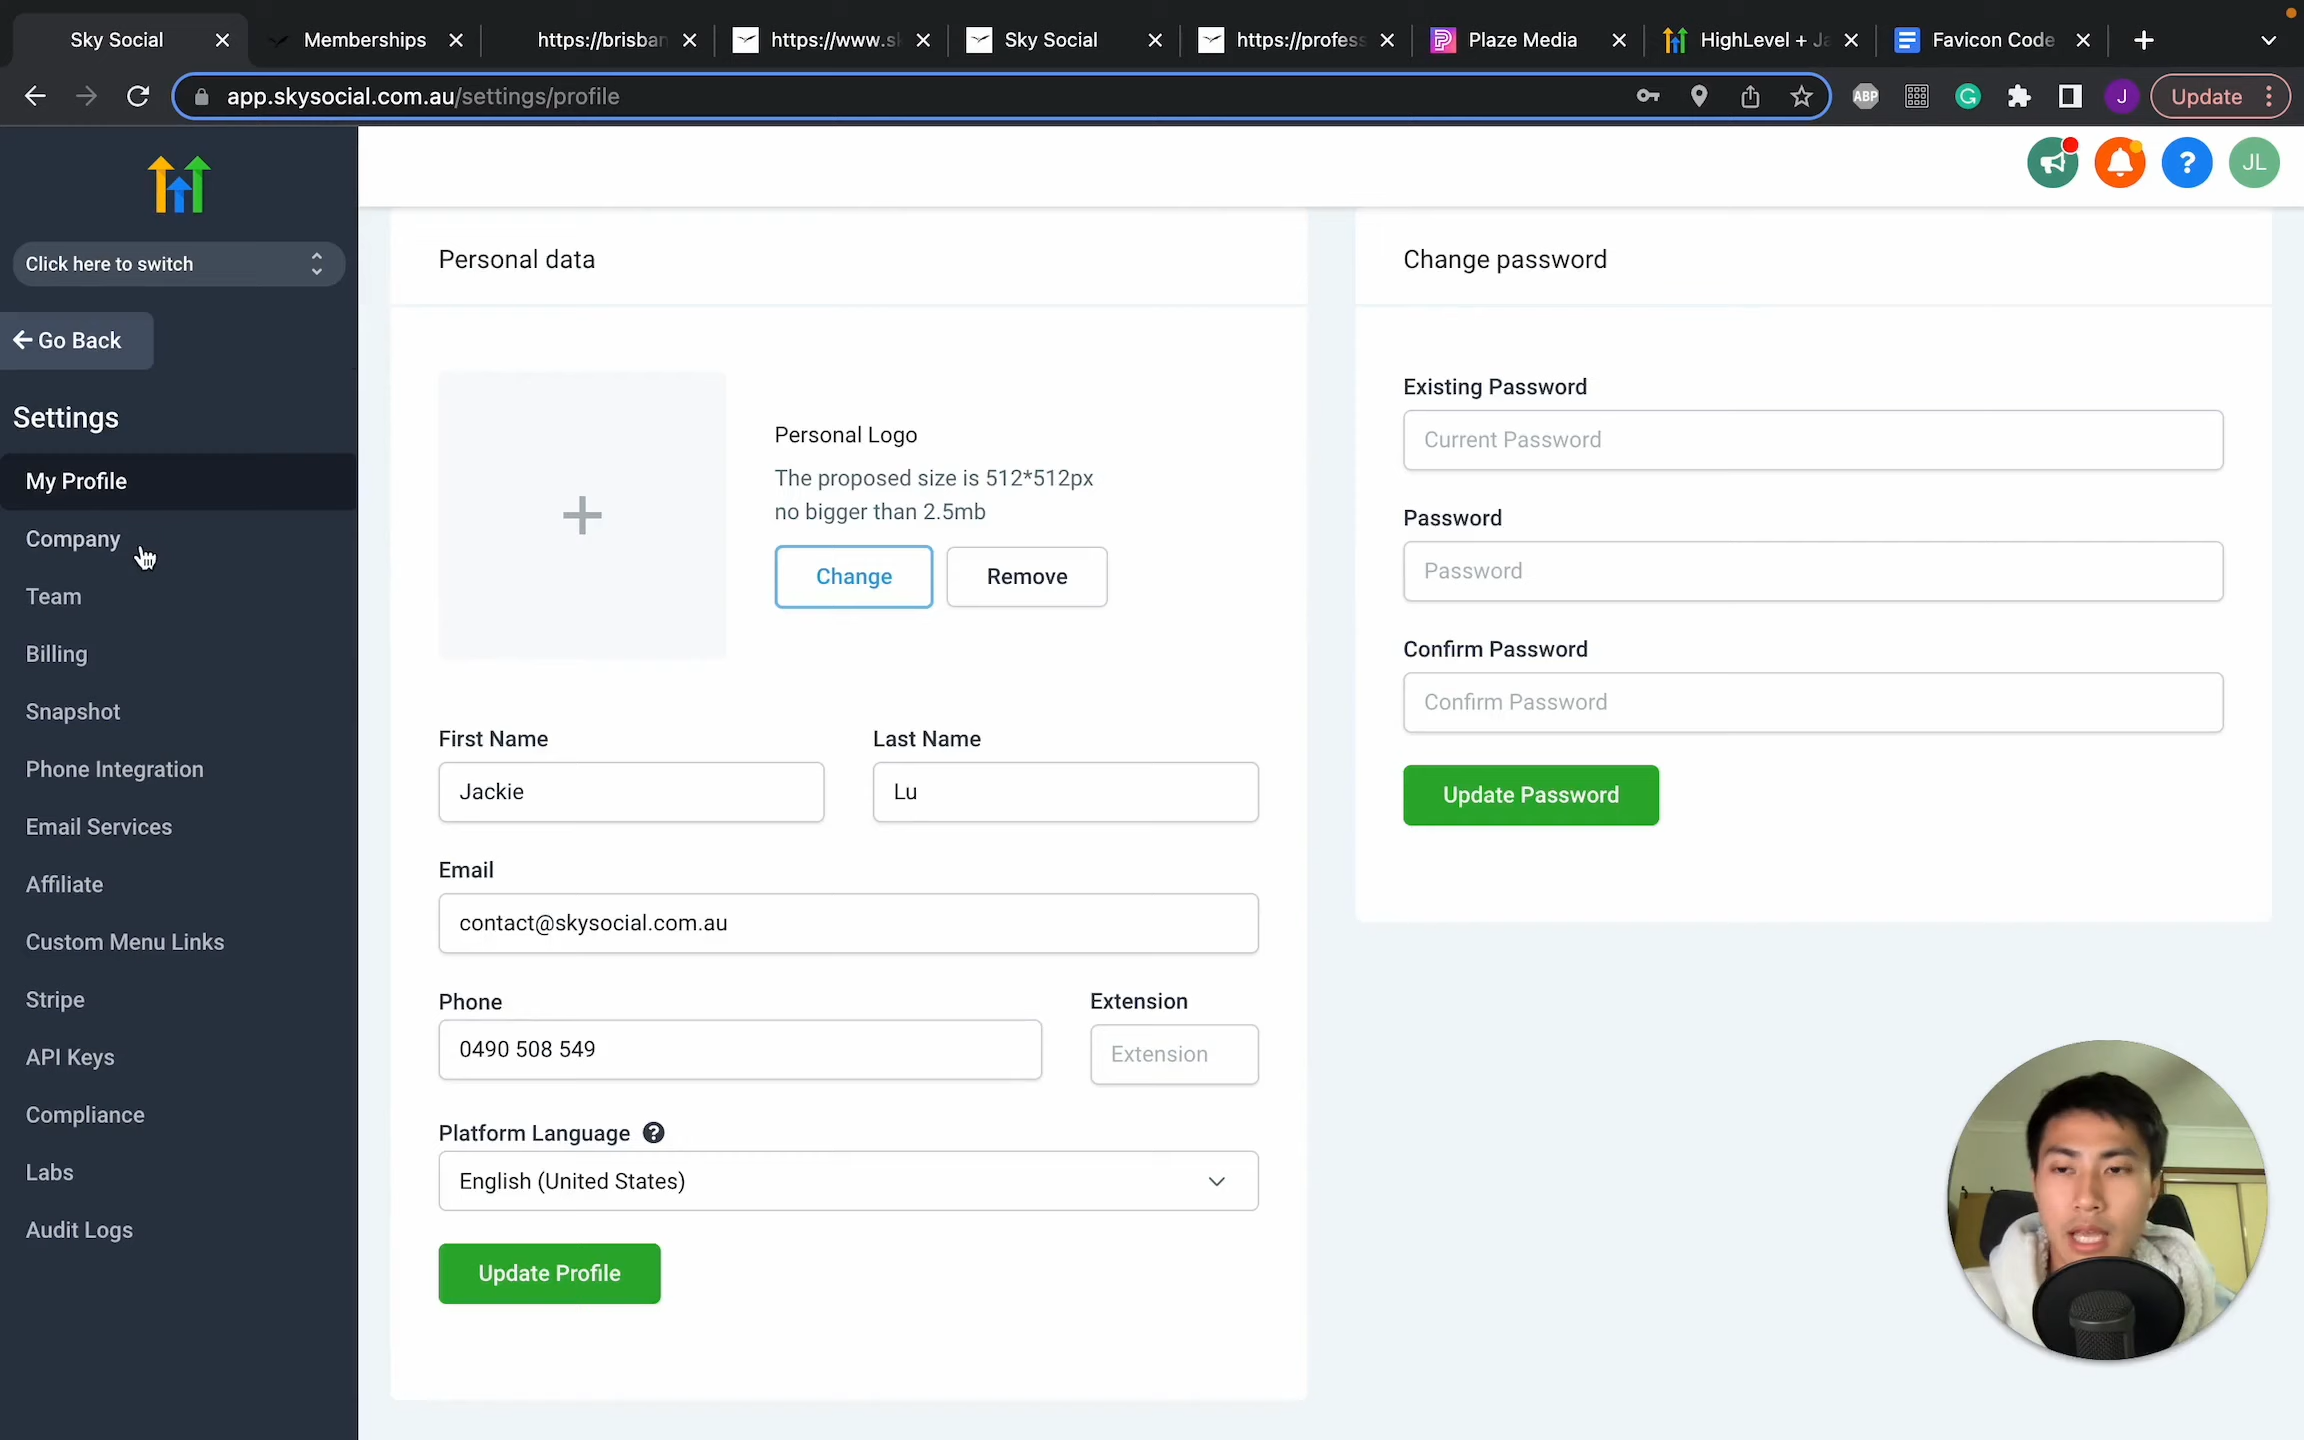 Sky Social
Memberships
https://brisban
https://www.sk
Sky Social
https://profess
Plaze Media
HighLevel + Ja
Favicon Code
app.skysocial.com.au/settings/profile
ABP
J
Update
Click here to switch
Go Back
Settings
My Profile
Company
Team
Billing
Snapshot
Phone Integration
Email Services
Affiliate
Custom Menu Links
Stripe
API Keys
Compliance
Labs
Audit Logs
?
JL
Personal data
Personal Logo
The proposed size is 512*512px
no bigger than 2.5mb
Change
Remove
First Name
Last Name
Jackie
Lu
Email
contact@skysocial.com.au
Phone
Extension
0490 508 549
Extension
Platform Language ?
English (United States)
Update Profile
Change password
Existing Password
Current Password
Password
Password
Confirm Password
Confirm Password
Update Password